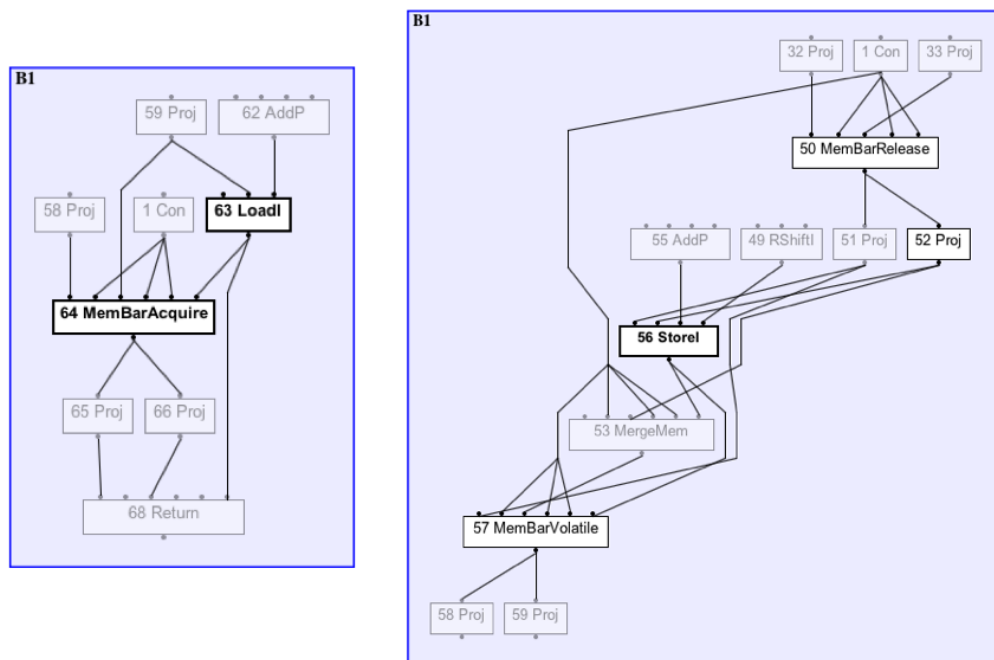 B1
59 Proj
62 AddP
58 Proj
1 Con
63 LoadI
64 MemBarAcquire
65 Proj
66 Proj
68 Return
B1
32 Proj
1 Con
33 Proj
50 MemBarRelease
55 AddP
49 RShiftI
51 Proj
52 Proj
56 StoreI
53 MergeMem
57 MemBarVolatile
58 Proj
59 Proj